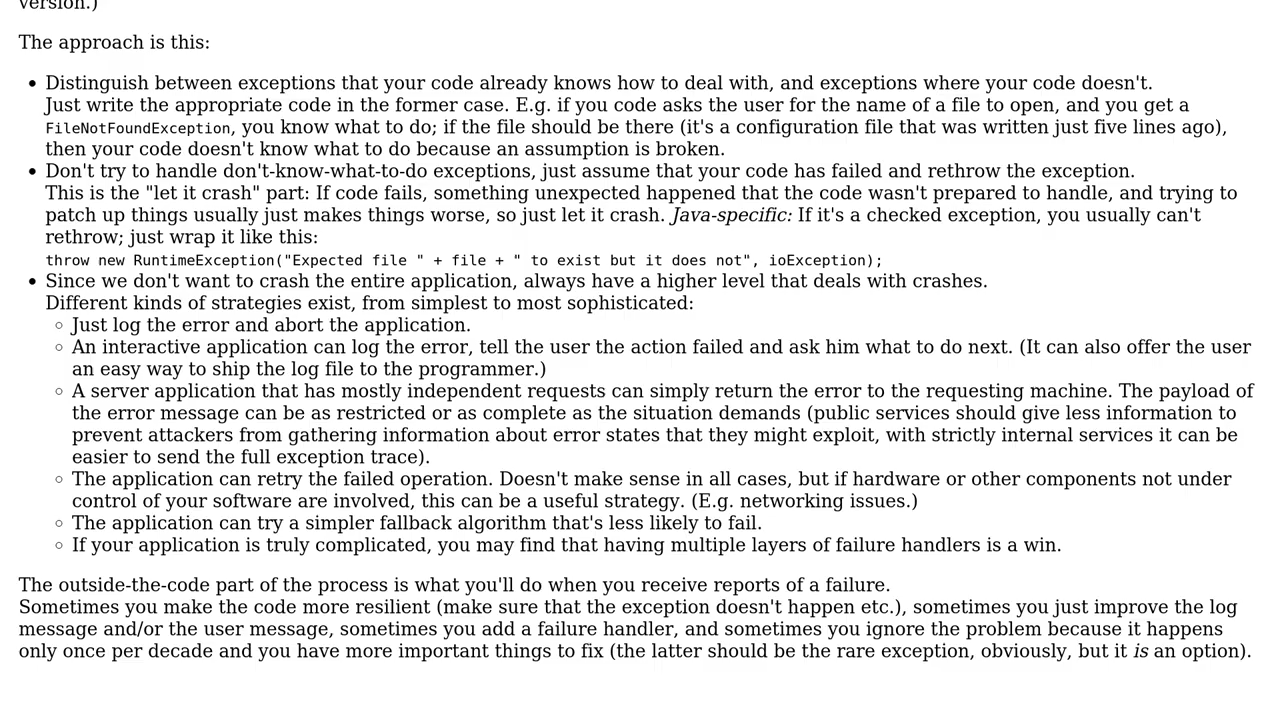 version.)
The approach is this:
• Distinguish between exceptions that your code already knows how to deal with, and exceptions where your code doesn't.
Just write the appropriate code in the former case. E.g. if you code asks the user for the name of a file to open, and you get a
FileNotFoundException, you know what to do; if the file should be there (it's a configuration file that was written just five lines ago),
then your code doesn't know what to do because an assumption is broken.
• Don't try to handle don't-know-what-to-do exceptions, just assume that your code has failed and rethrow the exception.
This is the "let it crash" part: If code fails, something unexpected happened that the code wasn't prepared to handle, and trying to
patch up things usually just makes things worse, so just let it crash. Java-specific: If it's a checked exception, you usually can't
rethrow; just wrap it like this:
throw new RuntimeException("Expected file " + file + " to exist but it does not", ioException);
• Since we don't want to crash the entire application, always have a higher level that deals with crashes.
Different kinds of strategies exist, from simplest to most sophisticated:
◦ Just log the error and abort the application.
◦ An interactive application can log the error, tell the user the action failed and ask him what to do next. (It can also offer the user
an easy way to ship the log file to the programmer.)
◦ A server application that has mostly independent requests can simply return the error to the requesting machine. The payload of
the error message can be as restricted or as complete as the situation demands (public services should give less information to
prevent attackers from gathering information about error states that they might exploit, with strictly internal services it can be
easier to send the full exception trace).
◦ The application can retry the failed operation. Doesn't make sense in all cases, but if hardware or other components not under
control of your software are involved, this can be a useful strategy. (E.g. networking issues.)
◦ The application can try a simpler fallback algorithm that's less likely to fail.
◦ If your application is truly complicated, you may find that having multiple layers of failure handlers is a win.
The outside-the-code part of the process is what you'll do when you receive reports of a failure.
Sometimes you make the code more resilient (make sure that the exception doesn't happen etc.), sometimes you just improve the log
message and/or the user message, sometimes you add a failure handler, and sometimes you ignore the problem because it happens
only once per decade and you have more important things to fix (the latter should be the rare exception, obviously, but it is an option).